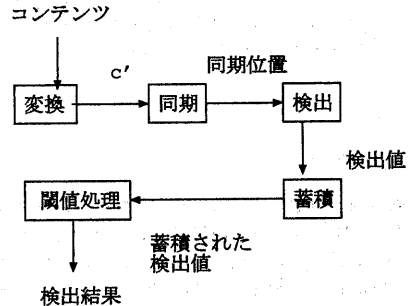 コンテンツ
c'
同期位置
変換
同期
検出
検出値
閾値処理
蓄積
蓄積された
検出値
検出結果